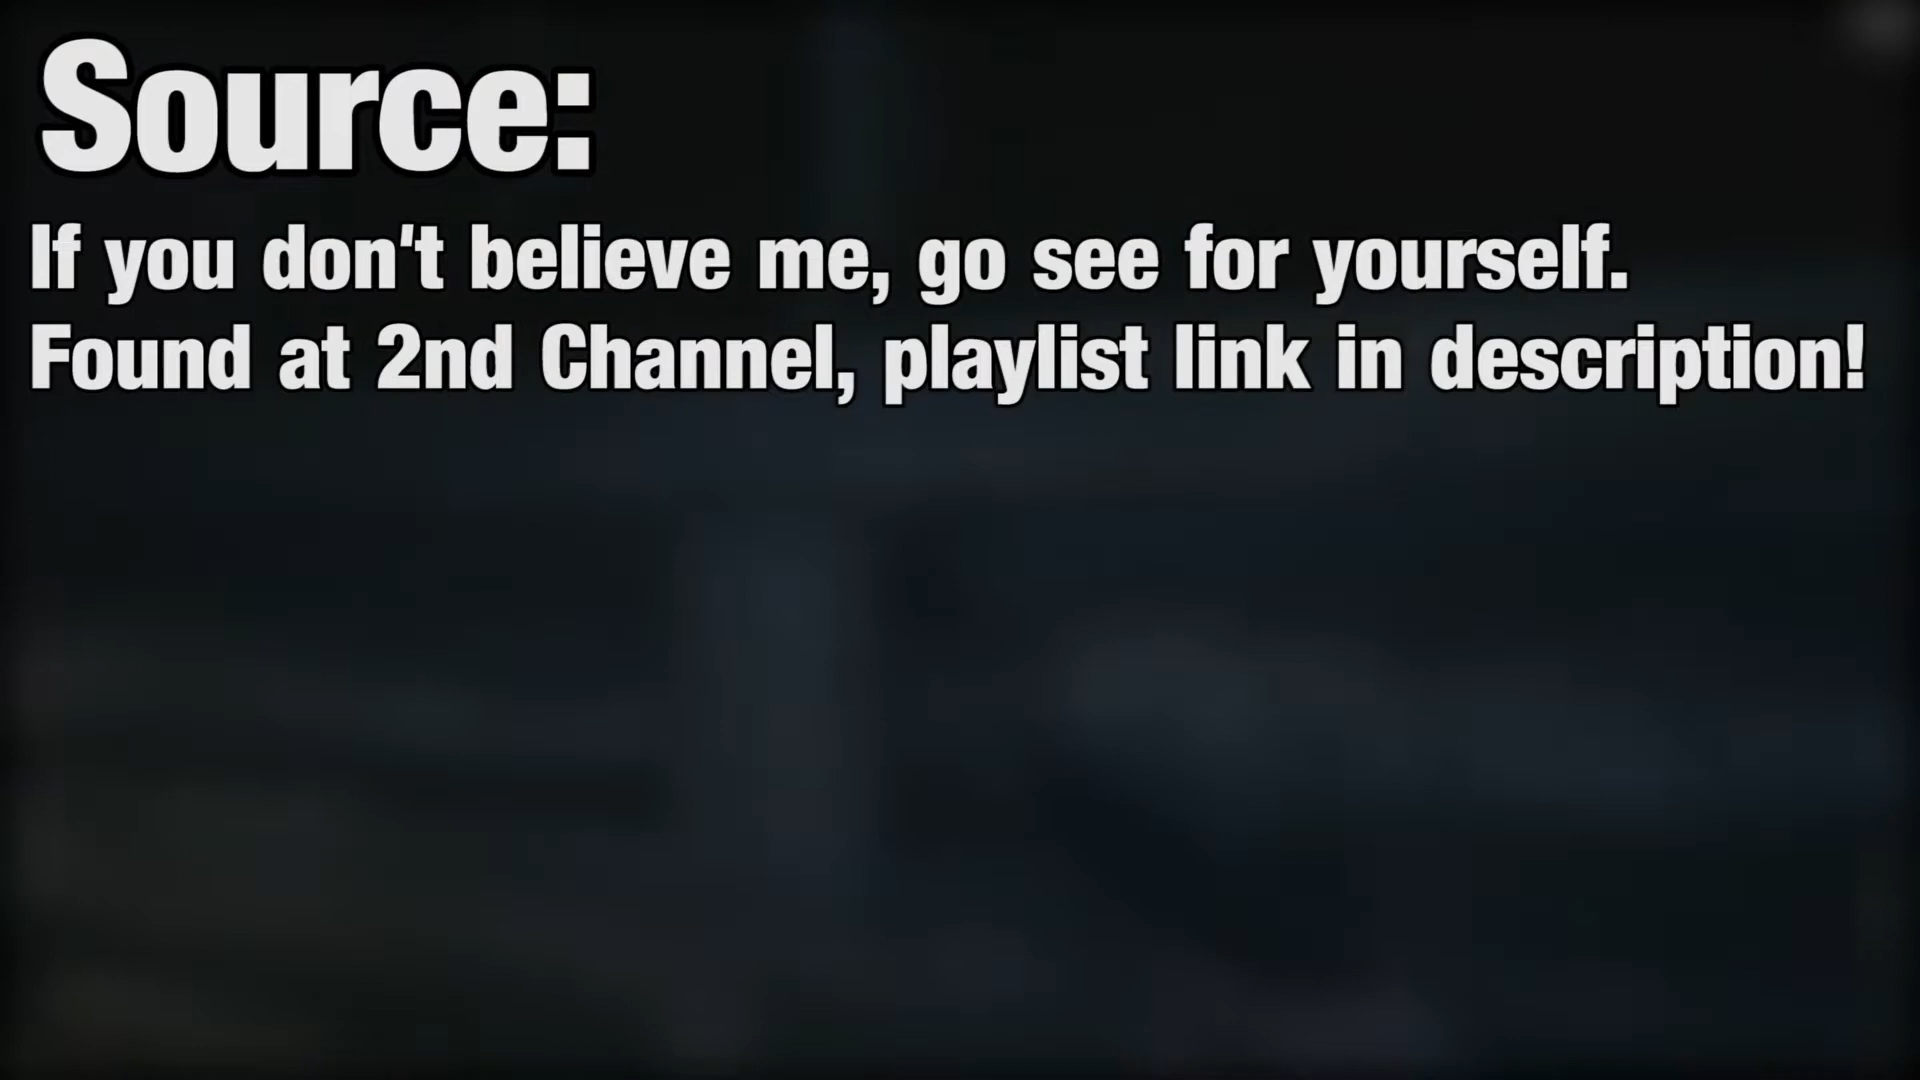 Source:
If you don't believe me, go see for yourself.
Found at 2nd Channel, playlist link in description!